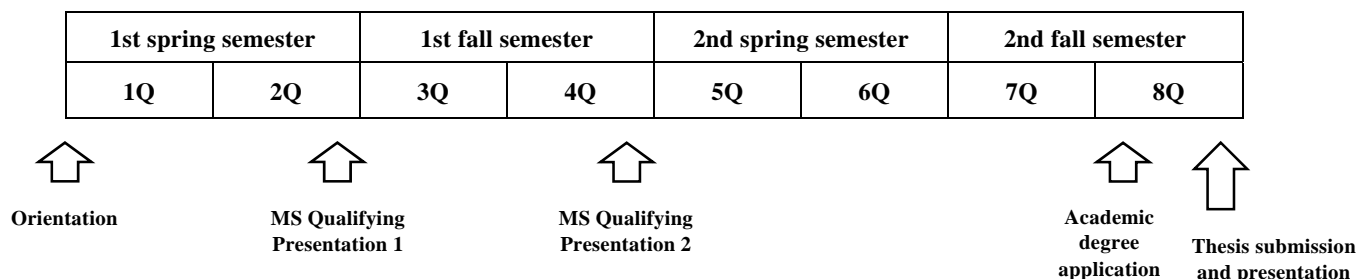 1st spring semester 1st fall semester 2nd spring semester 2nd fall semester
1Q 2Q 3Q 4Q 5Q 6Q 7Q 8Q
Orientation
MS Qualifying
Presentation 1
MS Qualifying
Presentation 2
Academic
degree
application
Thesis submission
and presentation